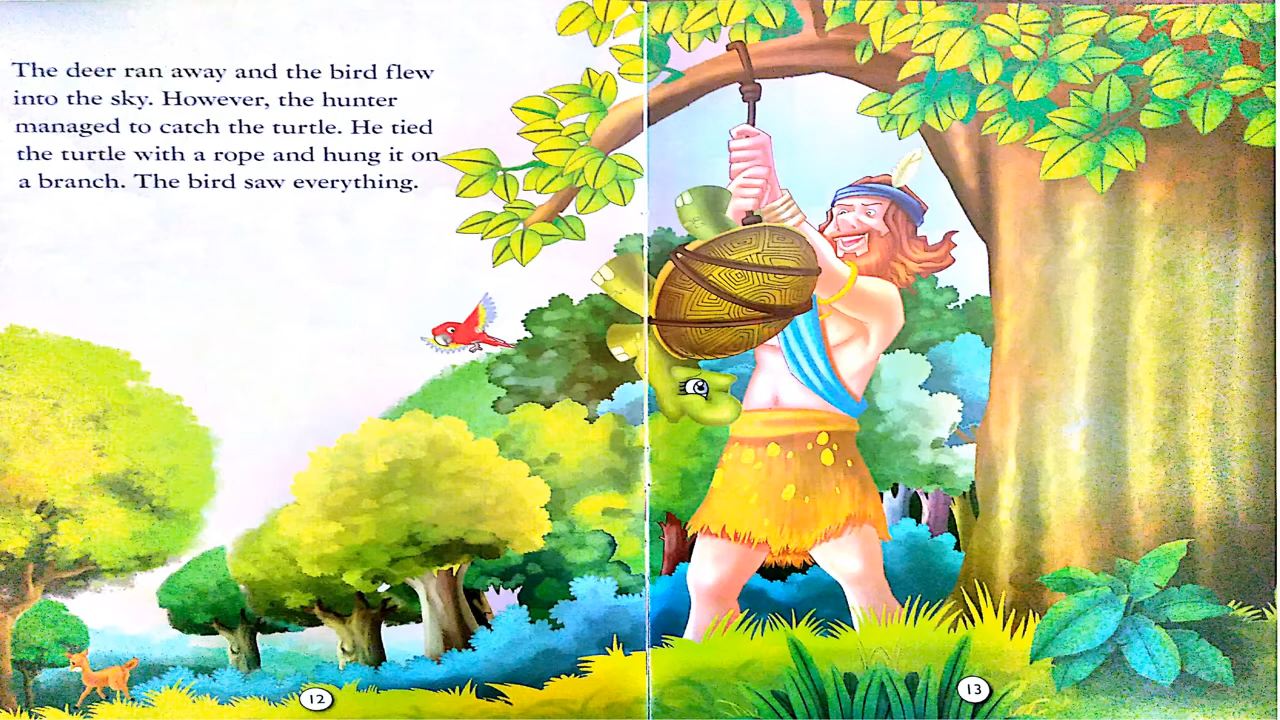 The deer ran away and the bird flew
into the sky. However, the hunter
managed to catch the turtle. He tied
the turtle with a rope and hung it on
a branch. The bird saw everything.
12
13